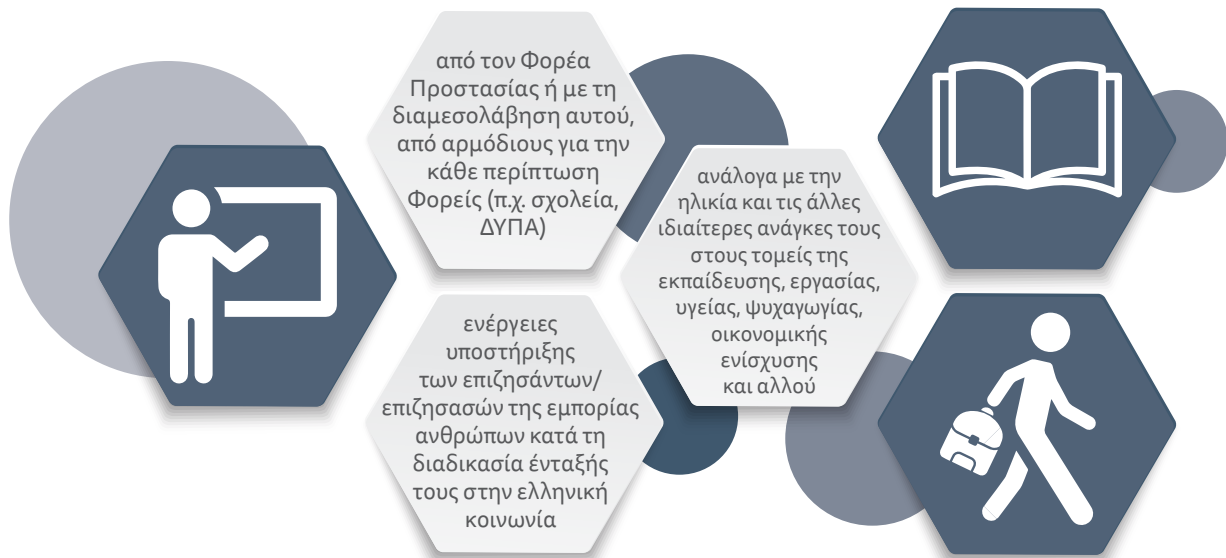 από τον Φορέα
Προστασίας ή με τη
διαμεσολάβηση αυτού,
από αρμόδιους για την
κάθε περίπτωση
Φορείς (π.χ. σχολεία,
ΔΥΠΑ)
ανάλογα με την
ηλικία και τις άλλες
ιδιαίτερες ανάγκες τους
στους τομείς της
εκπαίδευσης, εργασίας,
υγείας, ψυχαγωγίας,
οικονομικής
ενίσχυσης
και αλλού
ενέργειες
υποστήριξης
των επιζησάντων/
επιζησασών της εμπορίας
ανθρώπων κατά τη
διαδικασία ένταξής
τους στην ελληνική
κοινωνία